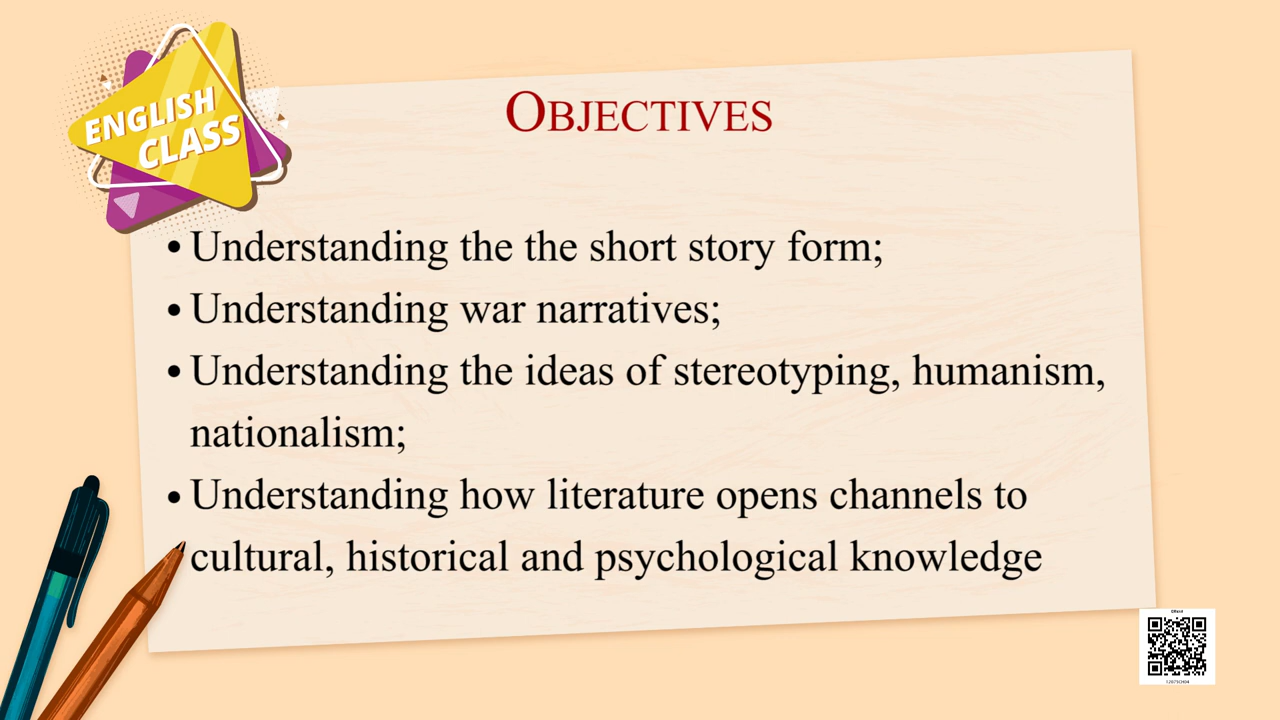 ENGLISH
CLASS
OBJECTIVES
• Understanding the the short story form;
• Understanding war narratives;
• Understanding the ideas of stereotyping, humanism,
nationalism;
• Understanding how literature opens channels to
cultural, historical and psychological knowledge